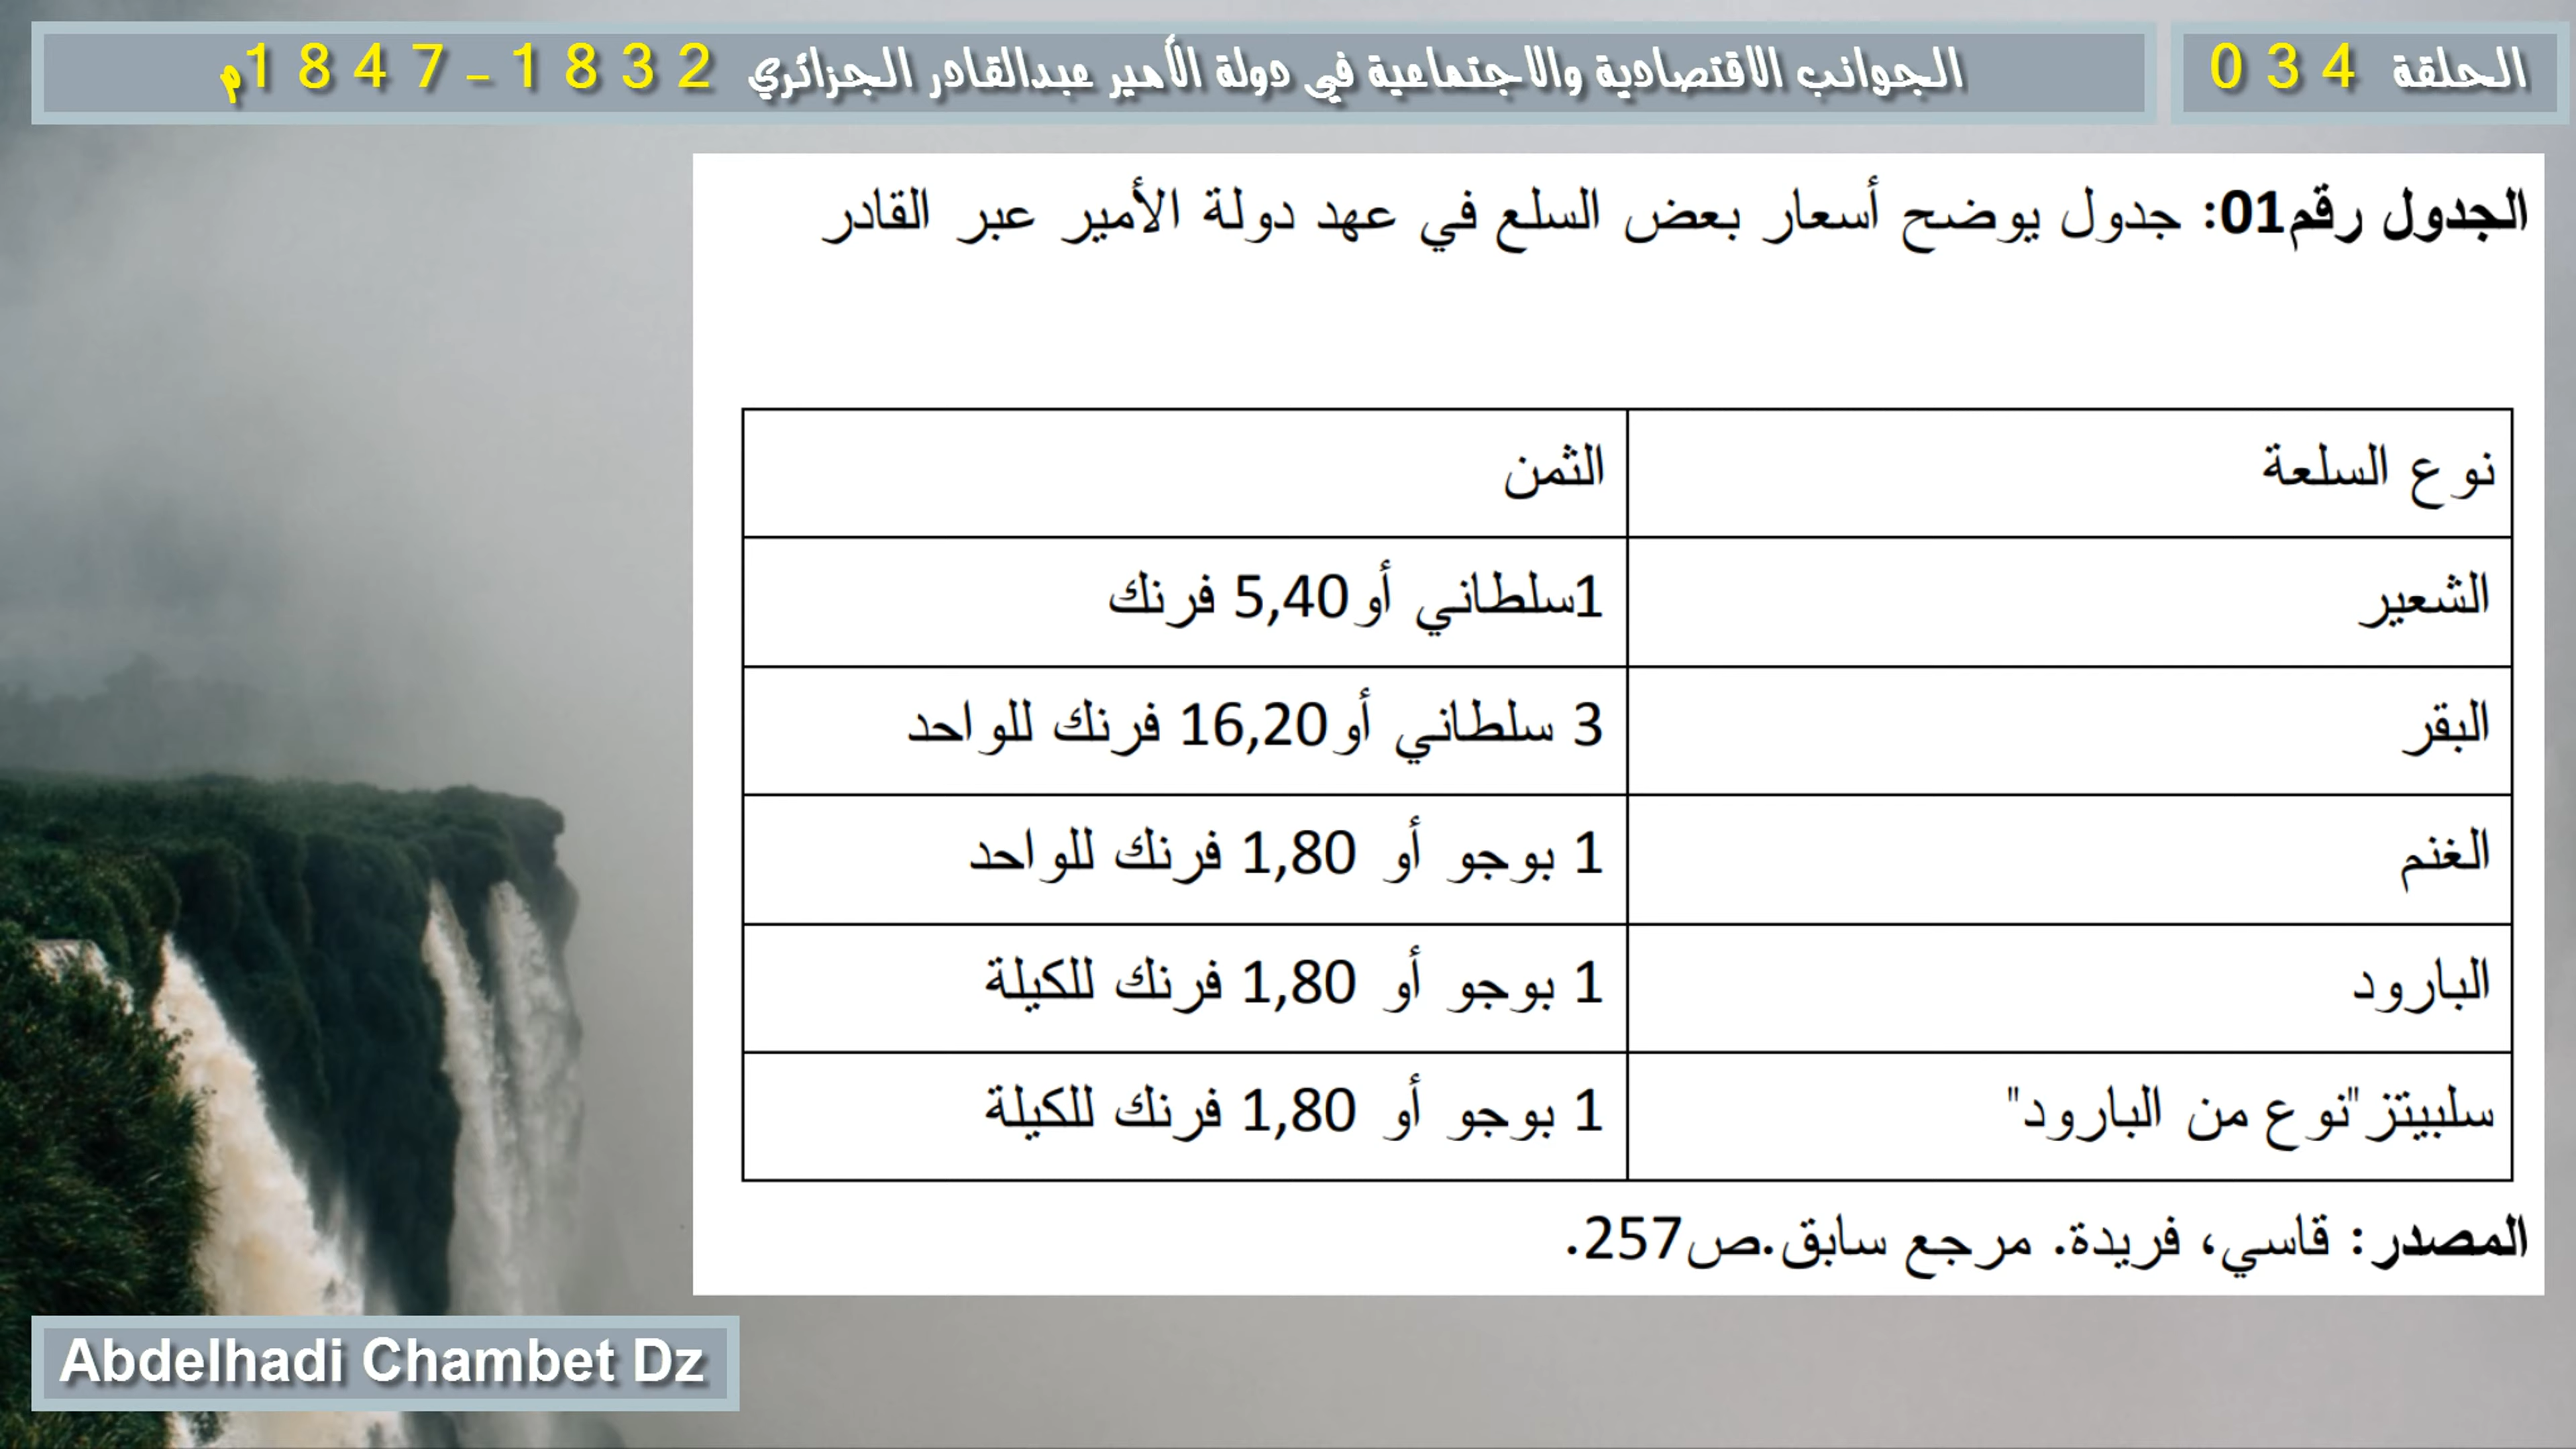 الحلقة 034
الجوانب الاقتصادية والاجتماعية في دولة الأمير عبدالقادر الجزائري 1832-1847م
الجدول رقم01: جدول يوضح أسعار بعض السلع في عهد دولة الأمير عبر القادر
نوع السلعة	الثمن
الشعير	1سلطاني أو 5,40 فرنك
البقر	3 سلطاني أو 16,20 فرنك للواحد
الغنم	1 بوجو أو 1,80 فرنك للواحد
البارود	1 بوجو أو 1,80 فرنك للكيلة
سلبيتز"نوع من البارود"	1 بوجو أو 1,80 فرنك للكيلة
المصدر: قاسي، فريدة. مرجع سابق.ص257.
Abdelhadi Chambet Dz